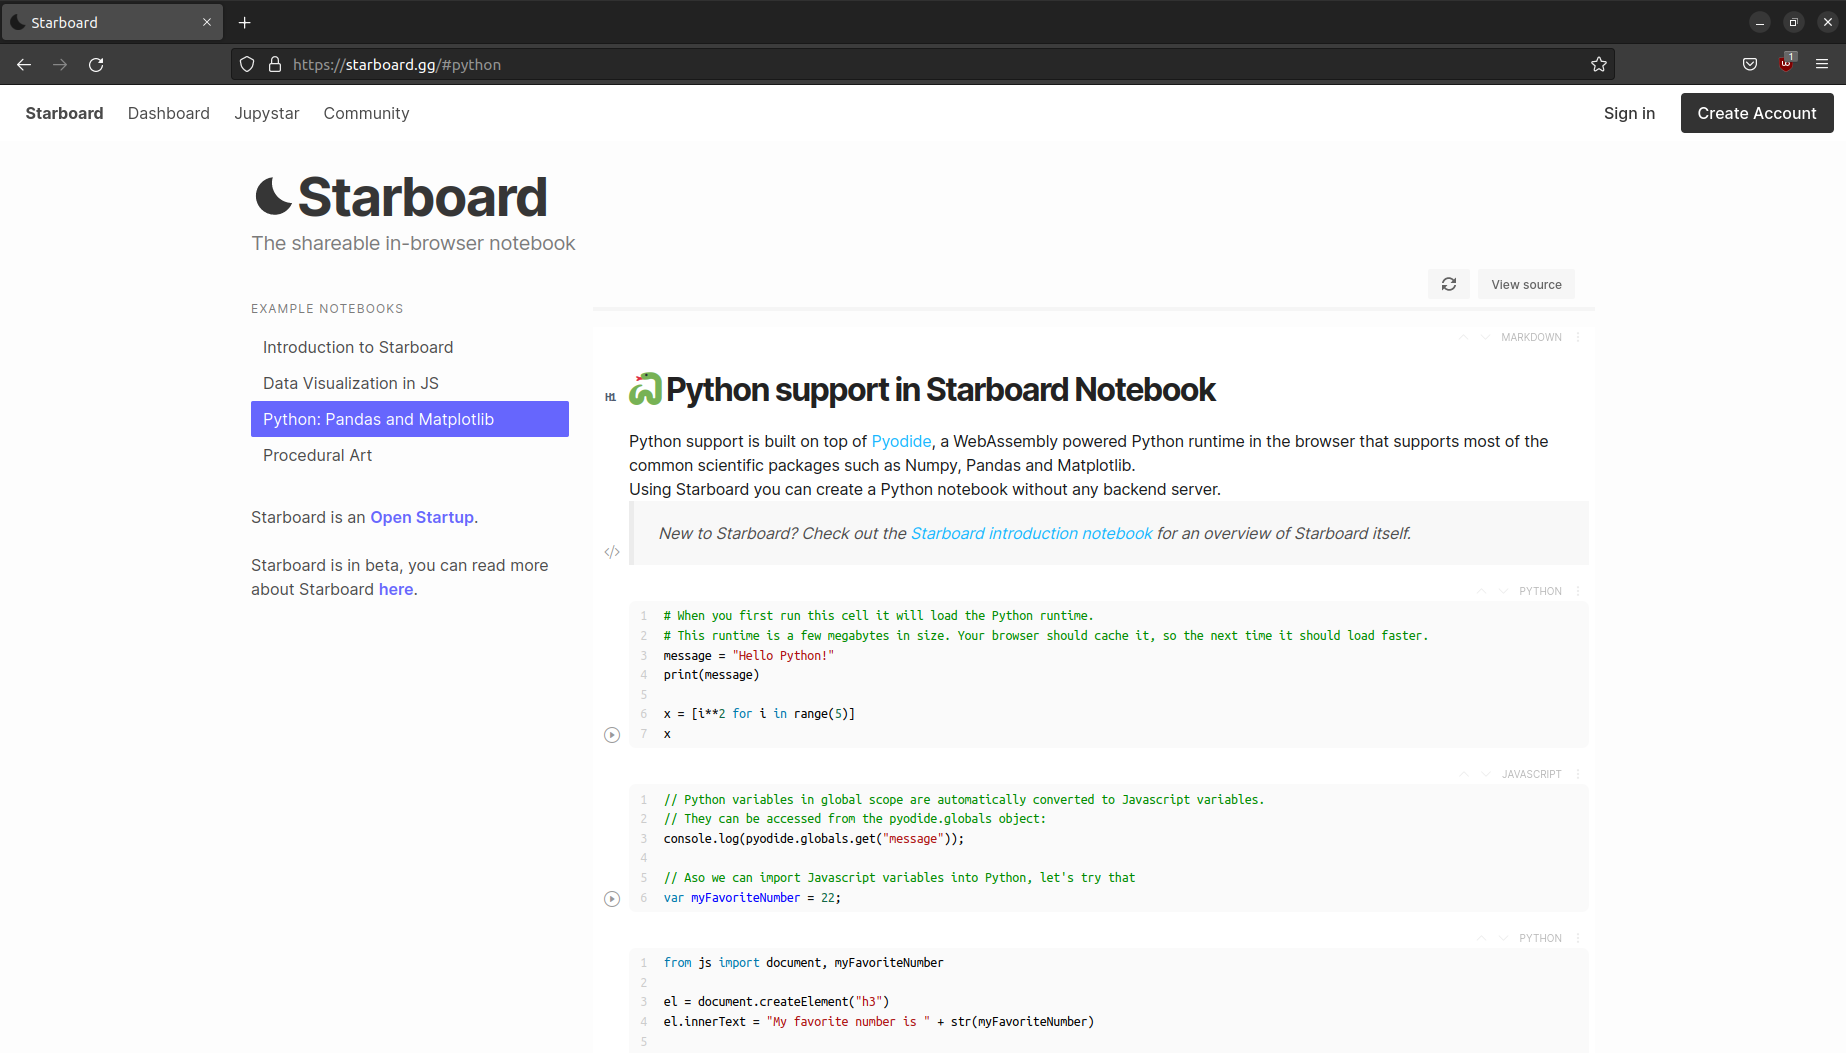 Starboard
https://starboard.gg/#python
1
Starboard Dashboard Jupystar Community
Sign in Create Account
Starboard
The shareable in-browser notebook
View source
EXAMPLE NOTEBOOKS
Introduction to Starboard
Data Visualization in JS
Python: Pandas and Matplotlib
Procedural Art
Starboard is an Open Startup.
Starboard is in beta, you can read more
about Starboard here.
MARKDOWN
H1
Python support in Starboard Notebook
Python support is built on top of Pyodide, a WebAssembly powered Python runtime in the browser that supports most of the
common scientific packages such as Numpy, Pandas and Matplotlib.
Using Starboard you can create a Python notebook without any backend server.
New to Starboard? Check out the Starboard introduction notebook for an overview of Starboard itself.
</>
PYTHON
1 # When you first run this cell it will load the Python runtime.
2 # This runtime is a few megabytes in size. Your browser should cache it, so the next time it should load faster.
3 message = "Hello Python!"
4 print(message)
5
6 x = [i**2 for i in range(5)]
7 x
JAVASCRIPT
1 // Python variables in global scope are automatically converted to Javascript variables.
2 // They can be accessed from the pyodide.globals object:
3 console.log(pyodide.globals.get("message"));
4
5 // Aso we can import Javascript variables into Python, let's try that
6 var myFavoriteNumber = 22;
PYTHON
1 from js import document, myFavoriteNumber
2
3 el = document.createElement("h3")
4 el.innerText = "My favorite number is " + str(myFavoriteNumber)
5